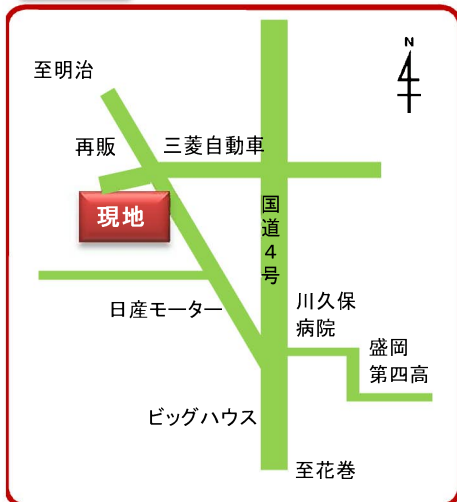 N
至明治
再販
三菱自動車
現地
国道４号
日産モーター
川久保
病院
盛岡
第四高
ビッグハウス
至花巻